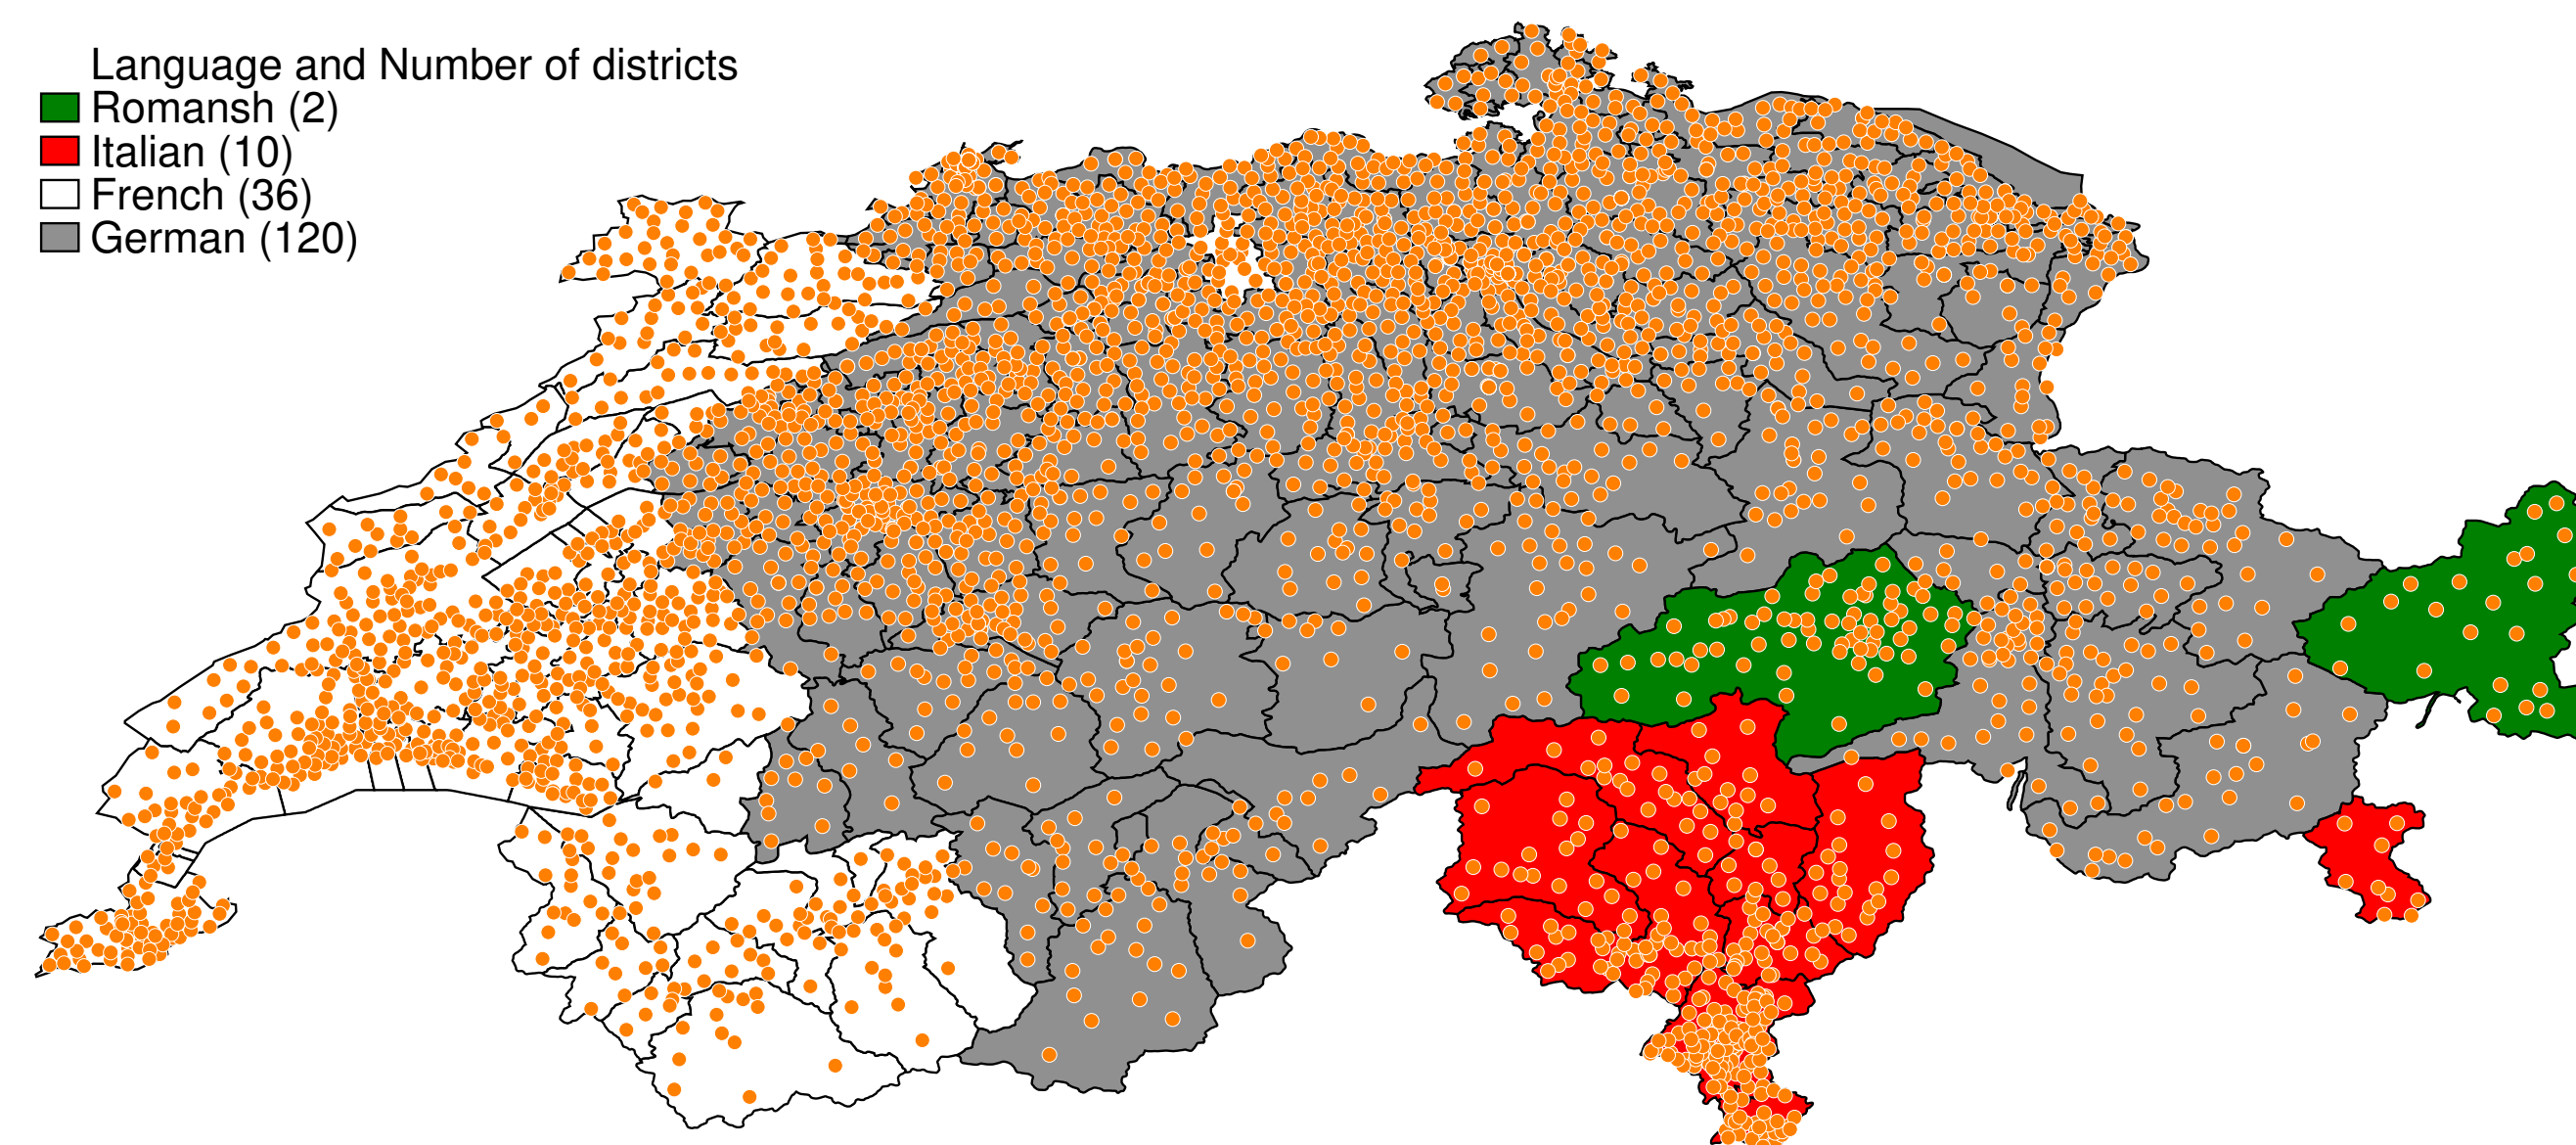 Language and Number of districts
Romansh (2)
Italian (10)
French (36)
German (120)